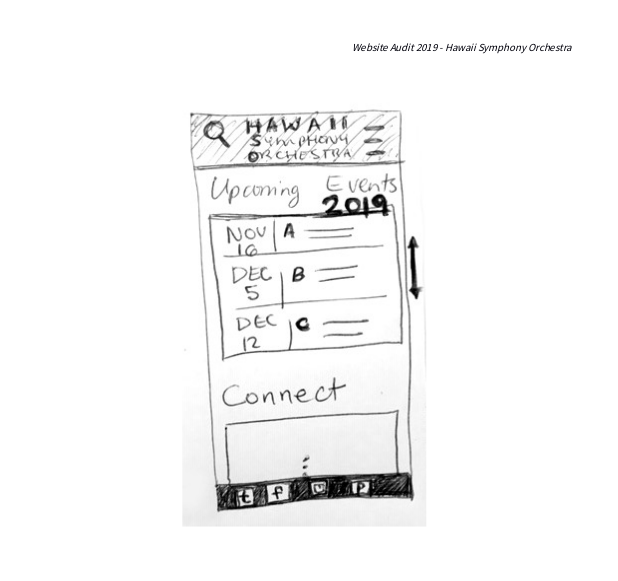 Website Audit 2019 - Hawaii Symphony Orchestra
HAWAII
SYMPHONY
ORCHESTRA
Upcoming Events
2019
NOV 16 A
DEC 5 B
DEC 12 C
Connect
t f P